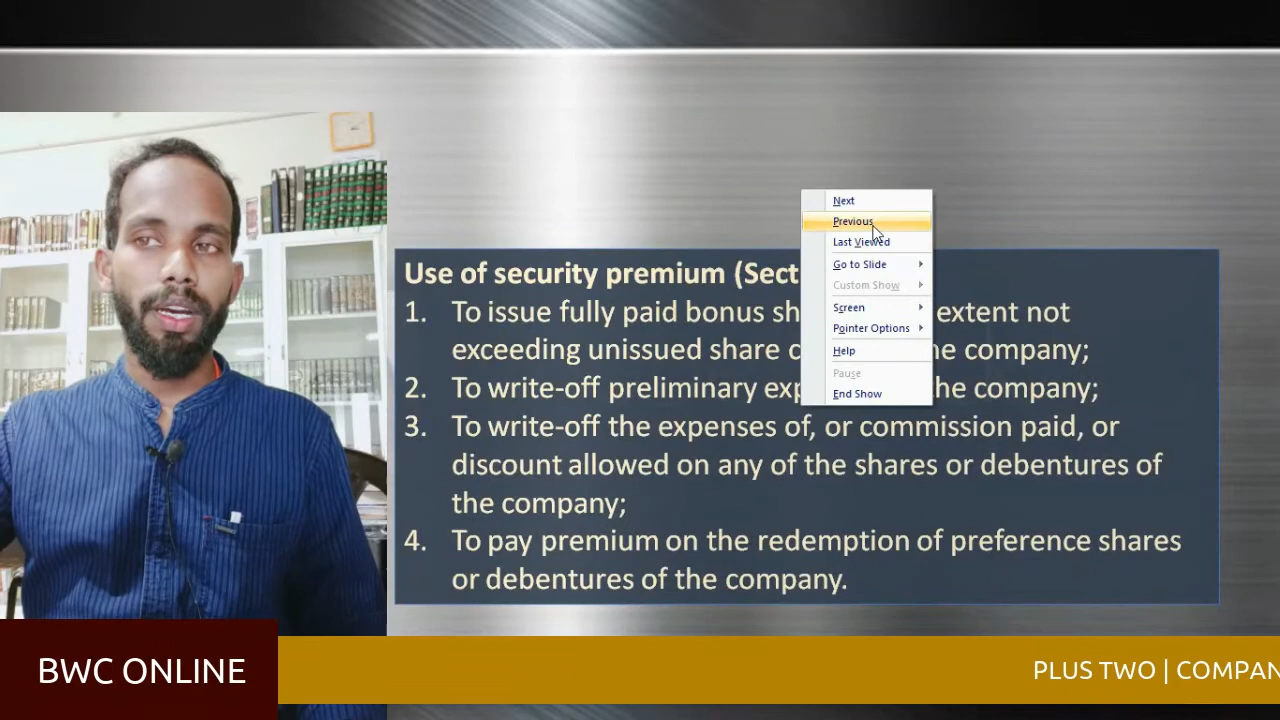 Next
Previous
Last Viewed
Go to Slide
Custom Show
Screen
Pointer Options
Help
Pause
End Show
Use of security premium (Sect
1. To issue fully paid bonus sh extent not
exceeding unissued share c he company;
2. To write-off preliminary exp the company;
3. To write-off the expenses of, or commission paid, or
discount allowed on any of the shares or debentures of
the company;
4. To pay premium on the redemption of preference shares
or debentures of the company.
BWC ONLINE
PLUS TWO | COMPAN